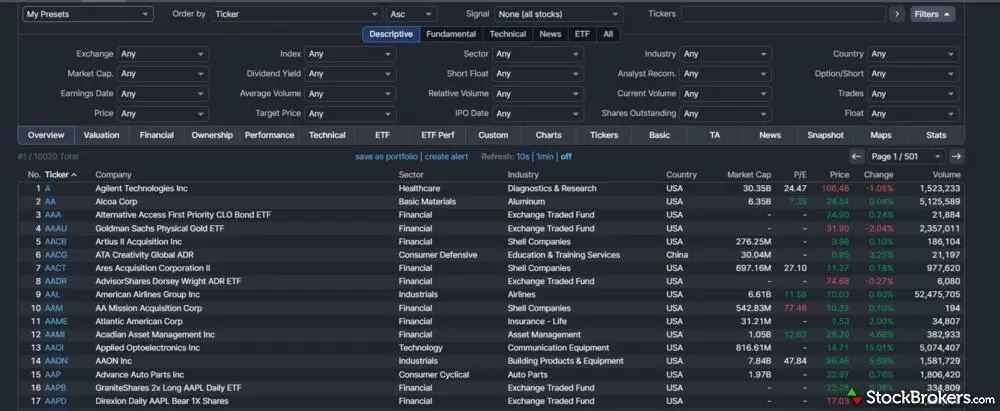 My Presets Order by Ticker Asc Signal None (all stocks) Tickers Filters
Descriptive Fundamental Technical News ETF All
Exchange Any Index Any Sector Any Industry Any Country Any
Market Cap. Any Dividend Yield Any Short Float Any Analyst Recom. Any Option/Short Any
Earnings Date Any Average Volume Any Relative Volume Any Current Volume Any Trades Any
Price Any Target Price Any IPO Date Any Shares Outstanding Any Float Any
Overview Valuation Financial Ownership Performance Technical ETF ETF Perf Custom Charts Tickers Basic TA News Snapshot Maps Stats
#1 / 10020 Total save as portfolio | create alert Refresh: 10s | 1min | off Page 1 / 501
No. Ticker Company Sector Industry Country Market Cap P/E Price Change Volume
1 A Agilent Technologies Inc Healthcare Diagnostics & Research USA 30.35B 24.47 106.46 -1.06% 1,523,233
2 AA Alcoa Corp Basic Materials Aluminum USA 6.35B 7.35 24.54 0.04% 5,125,589
3 AAA Alternative Access First Priority CLO Bond ETF Financial Exchange Traded Fund USA - - 24.90 0.24% 21,884
4 AAAU Goldman Sachs Physical Gold ETF Financial Exchange Traded Fund USA - - 31.90 -2.04% 2,357,011
5 AACB Artius II Acquisition Inc Financial Shell Companies USA 276.25M - 9.98 0.10% 186,104
6 AACG ATA Creativity Global ADR Consumer Defensive Education & Training Services China 30.04M - 0.95 3.25% 21,197
7 AACT Ares Acquisition Corporation II Financial Shell Companies USA 697.16M 27.10 11.27 0.18% 977,620
8 AADR AdvisorShares Dorsey Wright ADR ETF Financial Exchange Traded Fund USA - - 74.68 -0.27% 6,080
9 AAL American Airlines Group Inc Industrials Airlines USA 6.61B 11.58 10.03 0.80% 52,475,705
10 AAM AA Mission Acquisition Corp Financial Shell Companies USA 542.83M 77.48 10.32 0.10% 194
11 AAME Atlantic American Corp Financial Insurance - Life USA 31.21M - 1.53 2.00% 34,807
12 AAMI Acadian Asset Management Inc Financial Asset Management USA 1.05B 12.63 28.20 4.68% 382,933
13 AAOI Applied Optoelectronics Inc Technology Communication Equipment USA 816.61M - 14.71 15.01% 5,074,407
14 AAON AAON Inc Industrials Building Products & Equipment USA 7.84B 47.84 96.46 5.69% 1,581,729
15 AAP Advance Auto Parts Inc Consumer Cyclical Auto Parts USA 1.97B - 32.97 0.76% 1,806,420
16 AAPB GraniteShares 2x Long AAPL Daily ETF Financial Exchange Traded Fund USA - - 22.28 334,809
17 AAPD Direxion Daily AAPL Bear 1X Shares Financial Exchange Traded Fund USA - - 17.03
StockBrokers.com